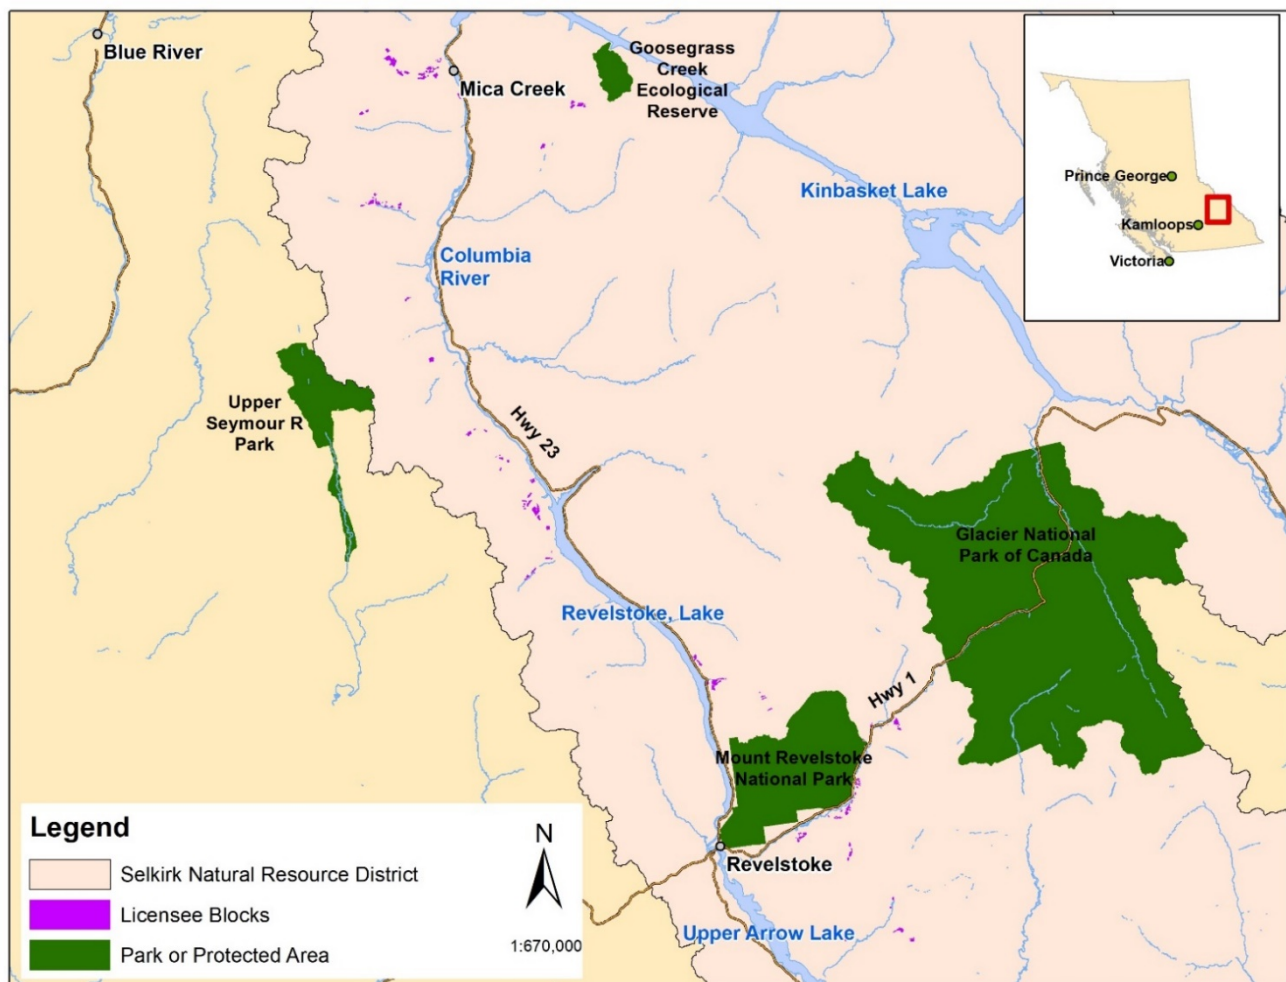 Blue River
Mica Creek
Goosegrass
Creek
Ecological
Reserve
Kinbasket Lake
Prince George
Kamloops
Victoria
Columbia
River
Upper
Seymour R
Park
Hwy 23
Glacier National
Park of Canada
Revelstoke, Lake
Hwy 1
Mount Revelstoke
National Park
Revelstoke
Upper Arrow Lake
Legend
Selkirk Natural Resource District
Licensee Blocks
Park or Protected Area
N
1:670,000